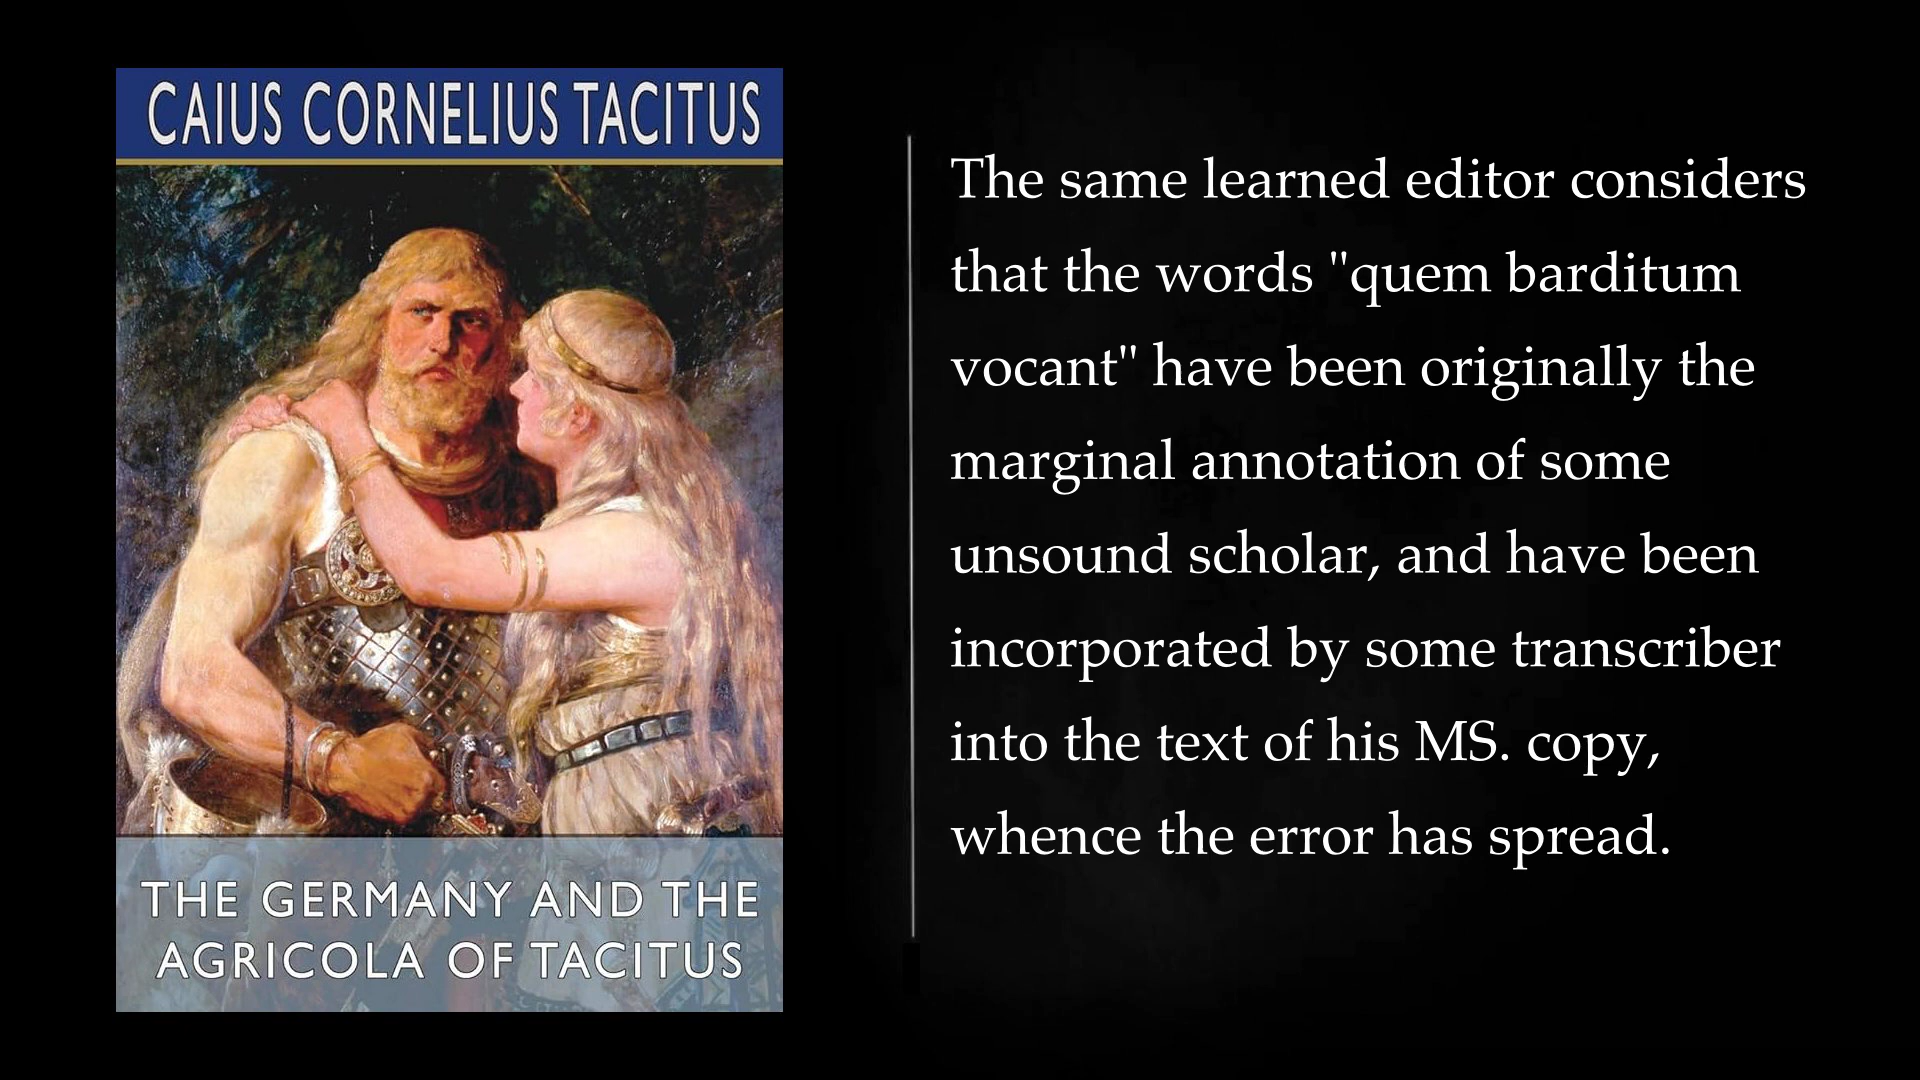 CAIUS CORNELIUS TACITUS
THE GERMANY AND THE
AGRICOLA OF TACITUS
The same learned editor considers
that the words "quem barditum
vocant" have been originally the
marginal annotation of some
unsound scholar, and have been
incorporated by some transcriber
into the text of his MS. copy,
whence the error has spread.